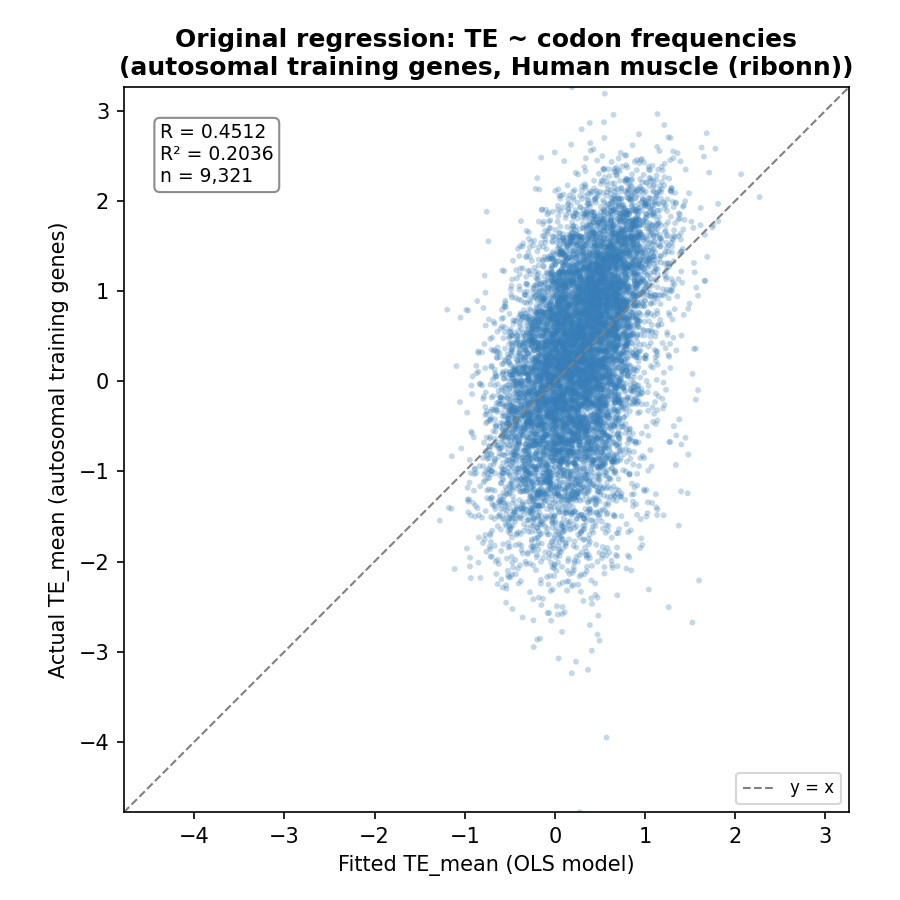 Original regression: TE ~ codon frequencies
(autosomal training genes, Human muscle (ribonn))
R = 0.4512
R² = 0.2036
n = 9,321
3
2
1
0
−1
−2
−3
−4
Actual TE_mean (autosomal training genes)
y = x
−4
−3
−2
−1
0
1
2
3
Fitted TE_mean (OLS model)